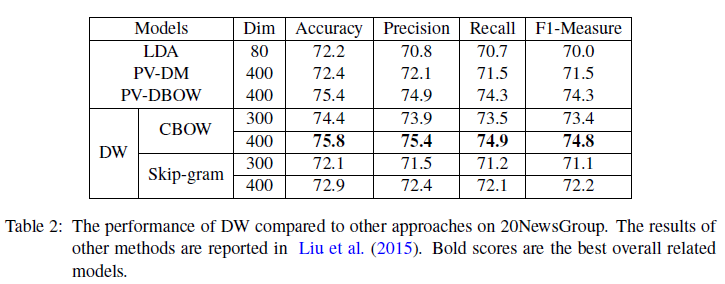 Models Dim Accuracy Precision Recall F1-Measure
LDA 80 72.2 70.8 70.7 70.0
PV-DM 400 72.4 72.1 71.5 71.5
PV-DBOW 400 75.4 74.9 74.3 74.3
DW CBOW 300 74.4 73.9 73.5 73.4
400 75.8 75.4 74.9 74.8
Skip-gram 300 72.1 71.5 71.2 71.1
400 72.9 72.4 72.1 72.2
Table 2: The performance of DW compared to other approaches on 20NewsGroup. The results of
other methods are reported in Liu et al. (2015). Bold scores are the best overall related
models.